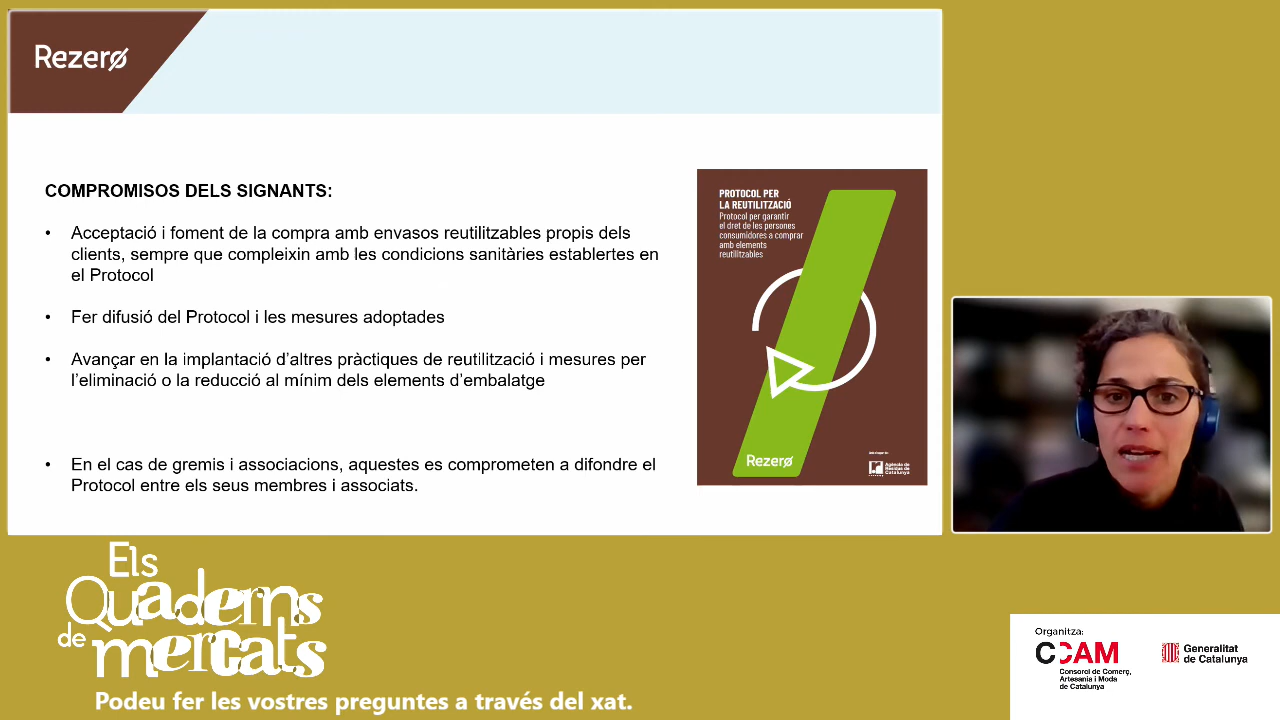 Rezerø
COMPROMISOS DELS SIGNANTS:
• Acceptació i foment de la compra amb envasos reutilitzables propis dels
clients, sempre que compleixin amb les condicions sanitàries establertes en
el Protocol
• Fer difusió del Protocol i les mesures adoptades
• Avançar en la implantació d’altres pràctiques de reutilització i mesures per
l’eliminació o la reducció al mínim dels elements d’embalatge
• En el cas de gremis i associacions, aquestes es comprometen a difondre el
Protocol entre els seus membres i associats.
PROTOCOL PER
LA REUTILITZACIÓ
Protocol per garantir
el dret de les persones
consumidores a comprar
amb elements
reutilitzables
Rezerø
Agència de
Residus de
Catalunya
Els
Quaderns
de mercats
Podeu fer les vostres preguntes a través del xat.
Organitza:
CCAM
Consorci de Comerç,
Artesania i Moda
de Catalunya
Generalitat
de Catalunya